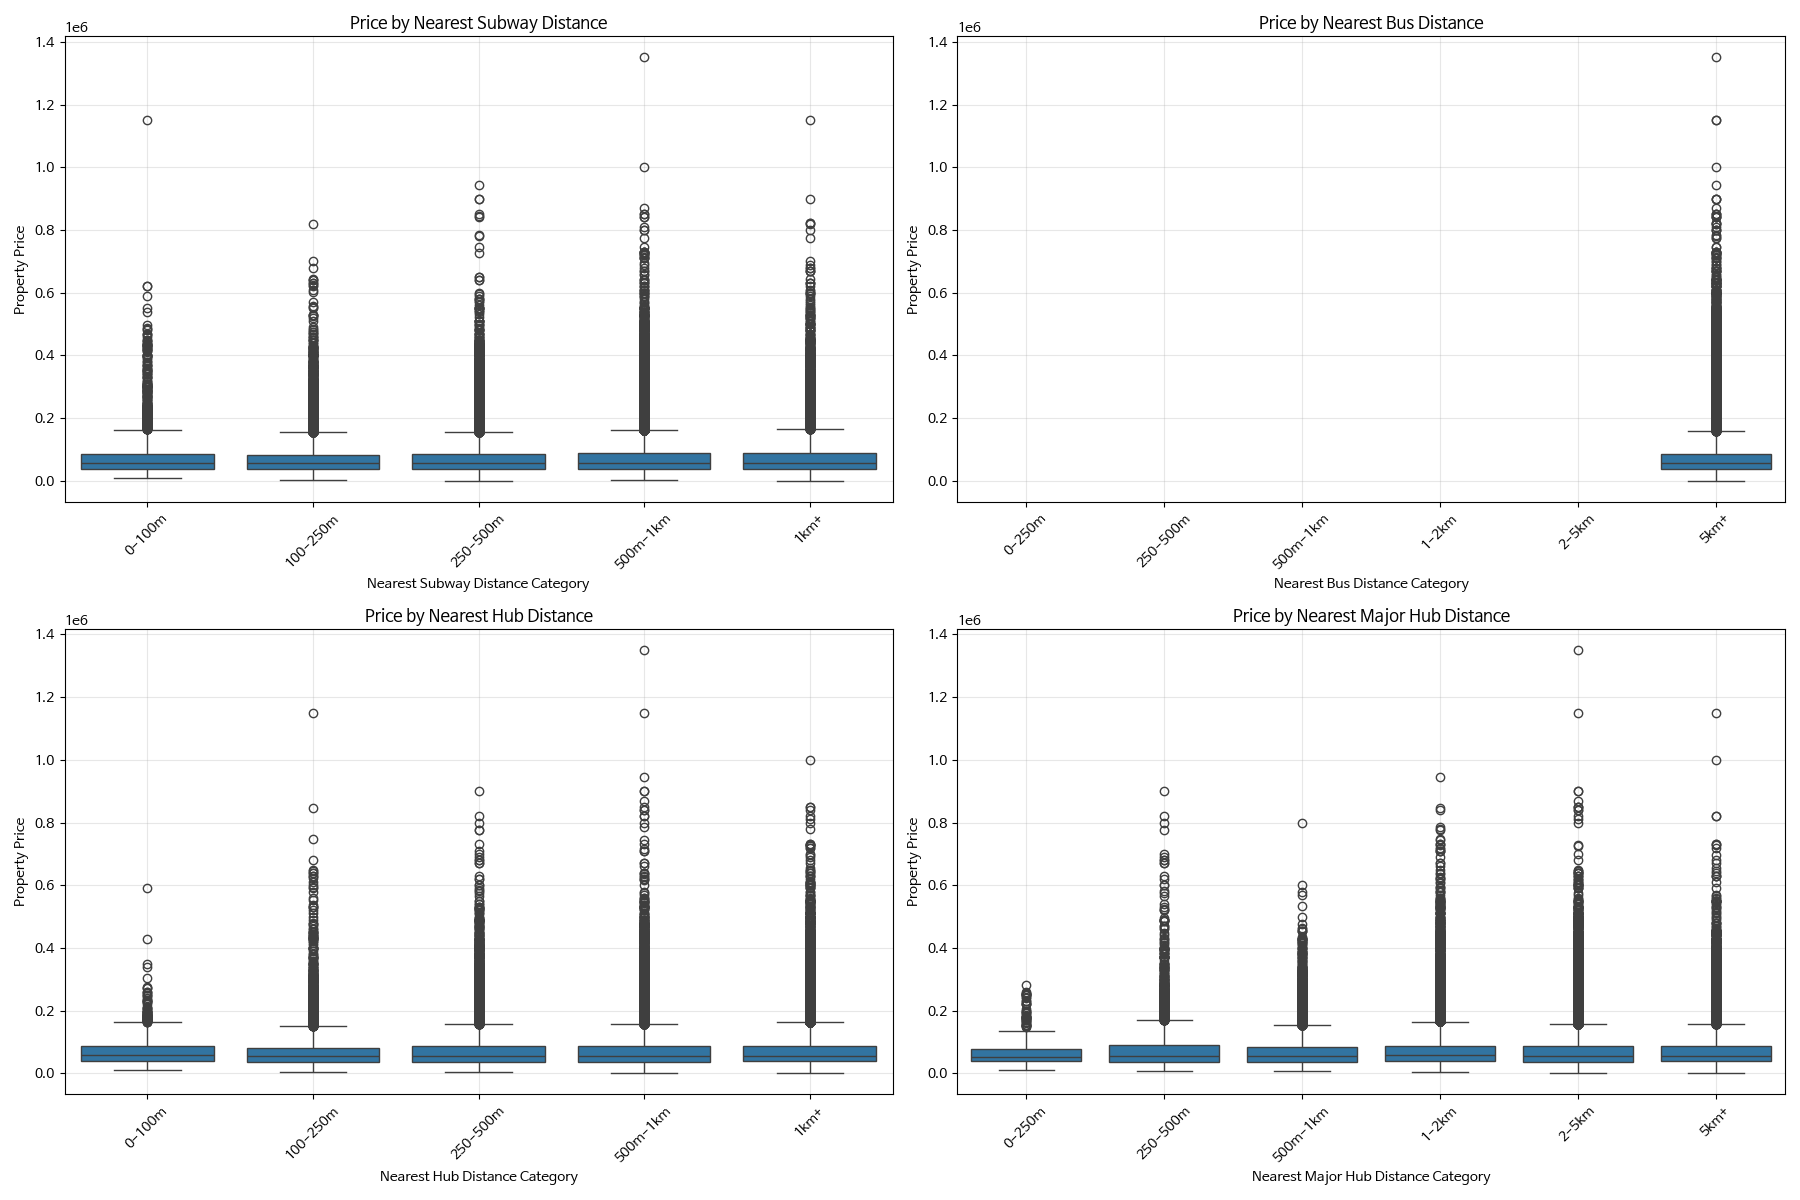 Price by Nearest Subway Distance
1e6
1.4
1.2
1.0
0.8
0.6
0.4
0.2
0.0
Property Price
0-100m
100-250m
250-500m
500m-1km
1km+
Nearest Subway Distance Category
Price by Nearest Bus Distance
1e6
1.4
1.2
1.0
0.8
0.6
0.4
0.2
0.0
Property Price
0-250m
250-500m
500m-1km
1-2km
2-5km
5km+
Nearest Bus Distance Category
Price by Nearest Hub Distance
1e6
1.4
1.2
1.0
0.8
0.6
0.4
0.2
0.0
Property Price
0-100m
100-250m
250-500m
500m-1km
1km+
Nearest Hub Distance Category
Price by Nearest Major Hub Distance
1e6
1.4
1.2
1.0
0.8
0.6
0.4
0.2
0.0
Property Price
0-250m
250-500m
500m-1km
1-2km
2-5km
5km+
Nearest Major Hub Distance Category